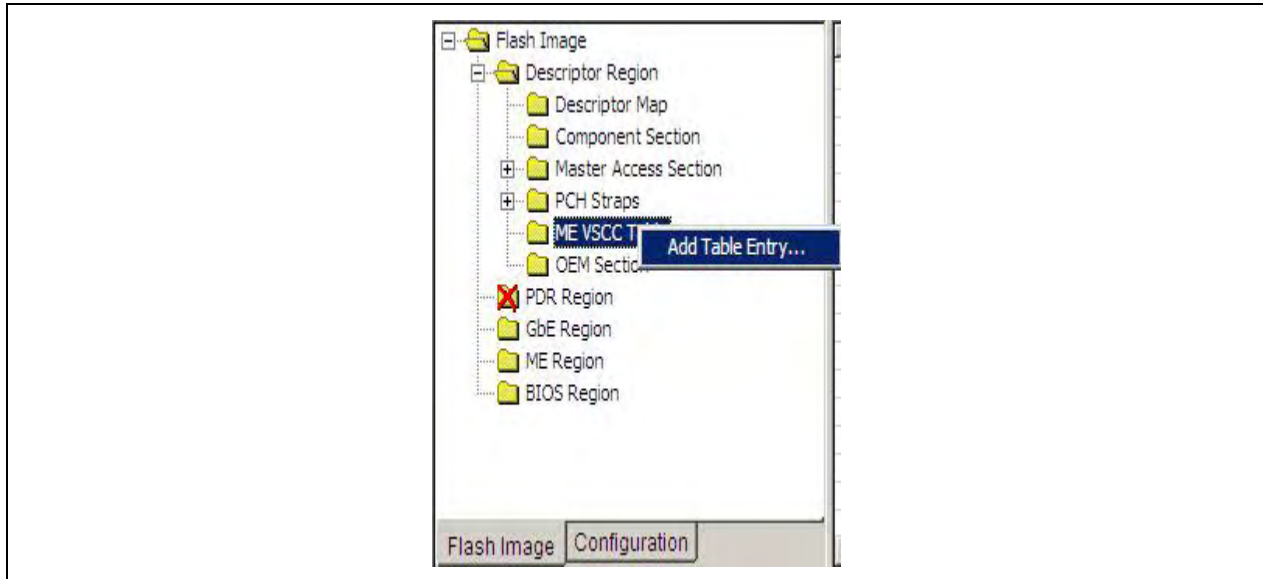 Flash Image
Descriptor Region
Descriptor Map
Component Section
Master Access Section
PCH Straps
ME VSCC
Add Table Entry...
OEM
PDR Region
GbE Region
ME Region
BIOS Region
Flash Image
Configuration